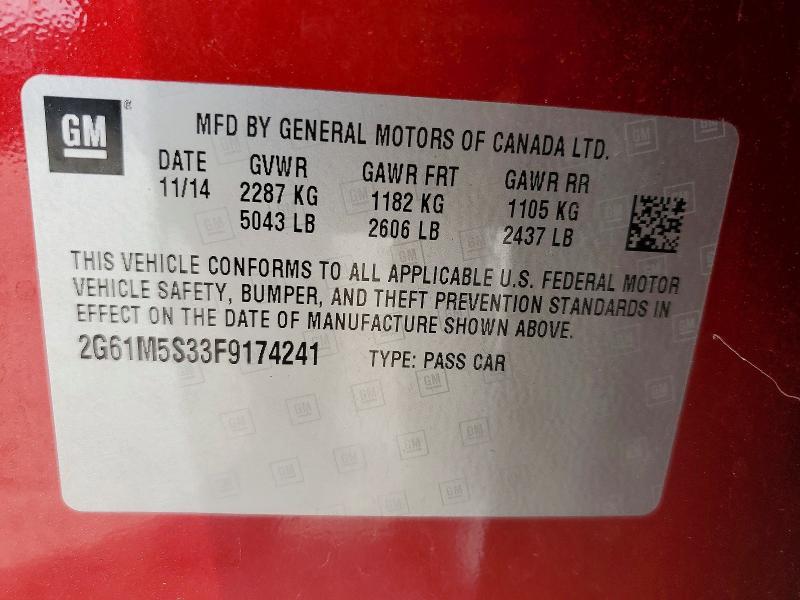 GM®
MFD BY GENERAL MOTORS OF CANADA LTD.
DATE GVWR GAWR FRT GAWR RR
11/14 2287 KG 1182 KG 1105 KG
5043 LB 2606 LB 2437 LB
THIS VEHICLE CONFORMS TO ALL APPLICABLE U.S. FEDERAL MOTOR
VEHICLE SAFETY, BUMPER, AND THEFT PREVENTION STANDARDS IN
EFFECT ON THE DATE OF MANUFACTURE SHOWN ABOVE.
2G61M5S33F9174241 TYPE: PASS CAR